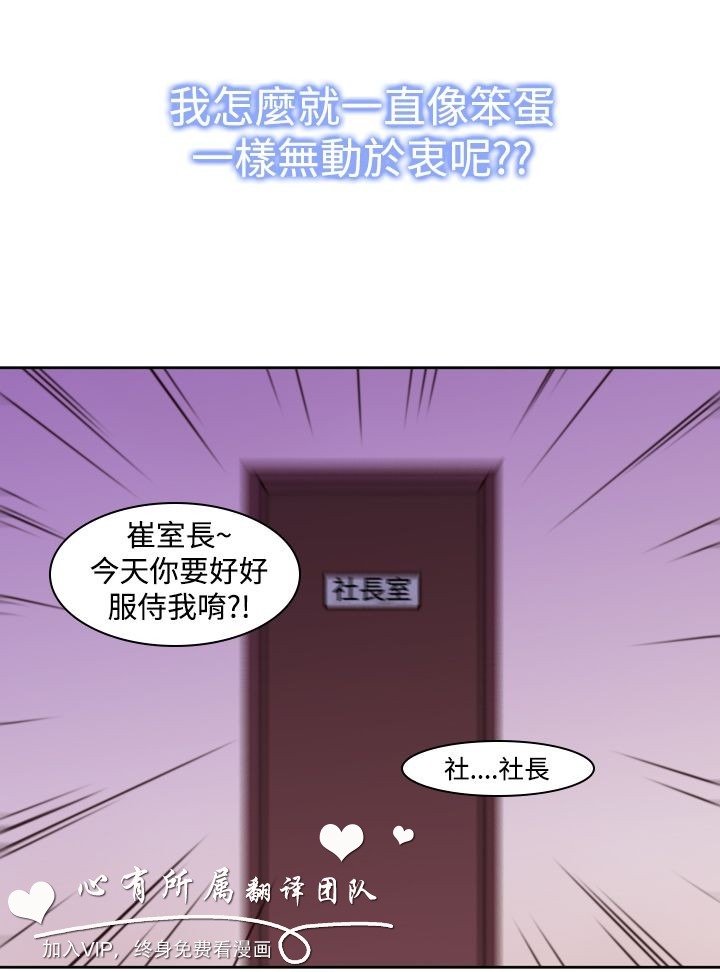 我怎麼就一直像笨蛋
一樣無動於衷呢??
崔室長~
今天你要好好
服侍我唷?!
社長室
社....社長
心有所属翻译团队
加入VIP，终身免费看漫画